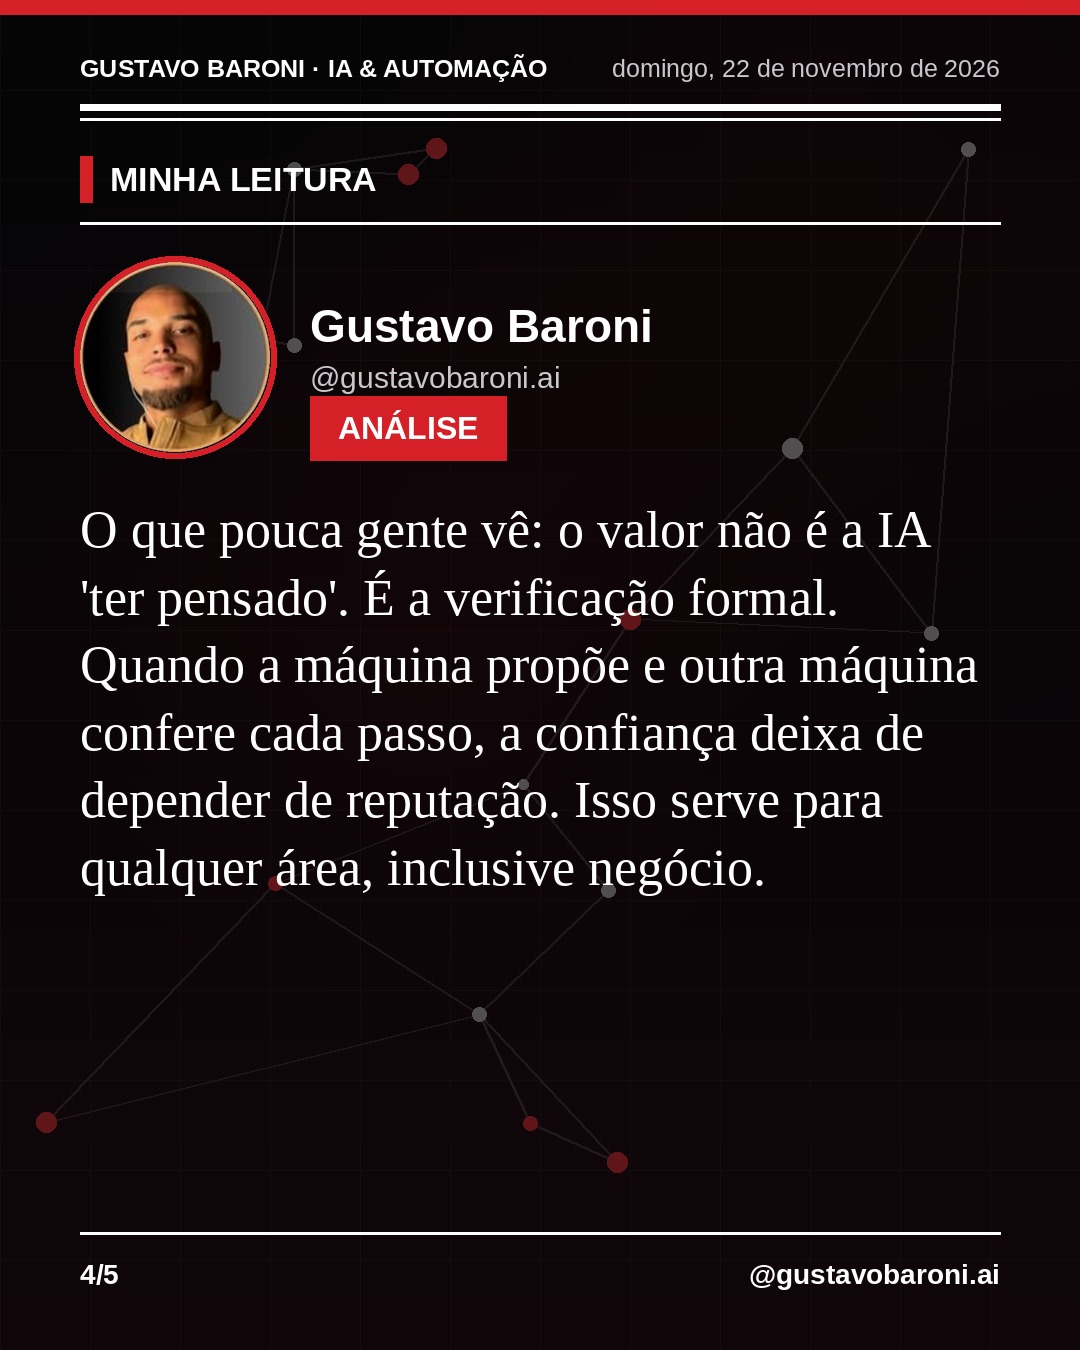 GUSTAVO BARONI · IA & AUTOMAÇÃO
domingo, 22 de novembro de 2026
MINHA LEITURA
Gustavo Baroni
@gustavobaroni.ai
ANÁLISE
O que pouca gente vê: o valor não é a IA
'ter pensado'. É a verificação formal.
Quando a máquina propõe e outra máquina
confere cada passo, a confiança deixa de
depender de reputação. Isso serve para
qualquer área, inclusive negócio.
4/5
@gustavobaroni.ai